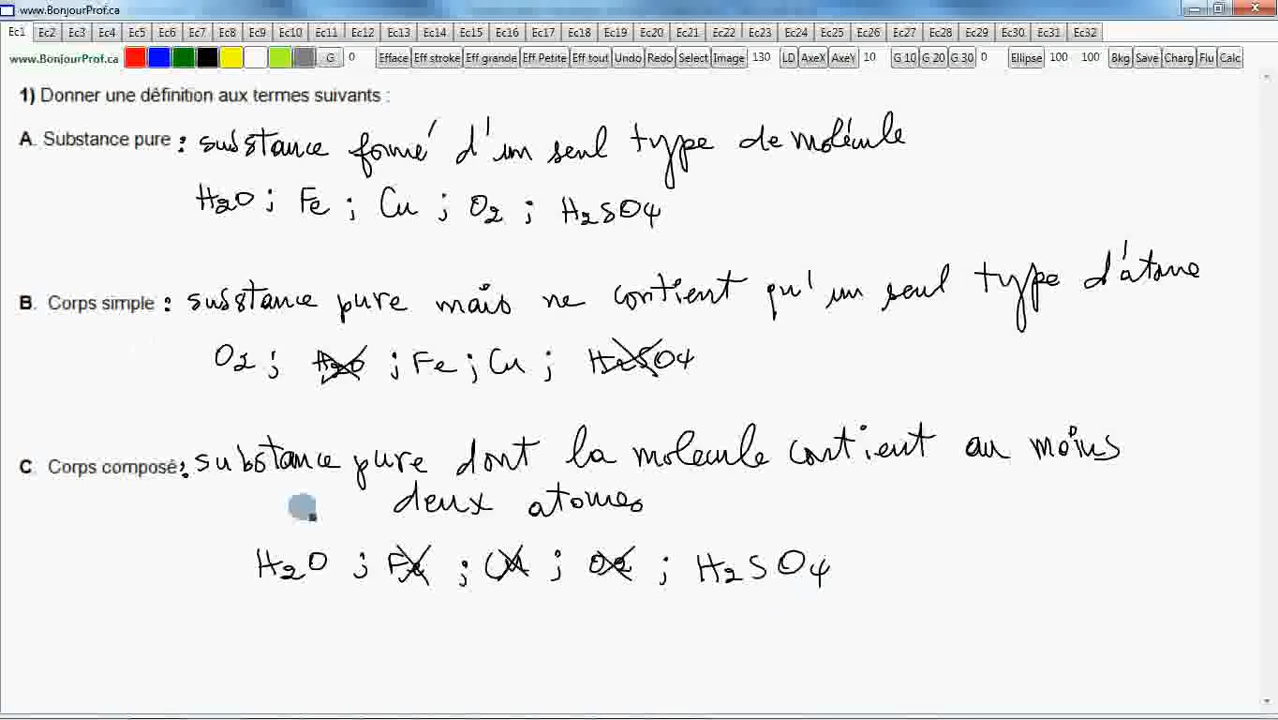 www.BonjourProf.ca
Ec1 Ec2 Ec3 Ec4 Ec5 Ec6 Ec7 Ec8 Ec9 Ec10 Ec11 Ec12 Ec13 Ec14 Ec15 Ec16 Ec17 Ec18 Ec19 Ec20 Ec21 Ec22 Ec23 Ec24 Ec25 Ec26 Ec27 Ec28 Ec29 Ec30 Ec31 Ec32
www.BonjourProf.ca G 0 Efface Eff stroke Eff grande Eff Petite Eff tout Undo Redo Select Image 130 LD AxeX AxeY 10 G 10 G 20 G 30 0 Ellipse 100 100 Bkg Save Charg Flu Calc
1) Donner une définition aux termes suivants :
A. Substance pure : substance formé d'un seul type de molécule
H2O ; Fe ; Cu ; O2 ; H2SO4
B. Corps simple : substance pure mais ne contient qu'un seul type d'atome
O2 ; H2O ; Fe ; Cu ; H2SO4
C. Corps composé : substance pure dont la molecule contient au moins
deux atomes
H2O ; Fe ; Cu ; O2 ; H2SO4